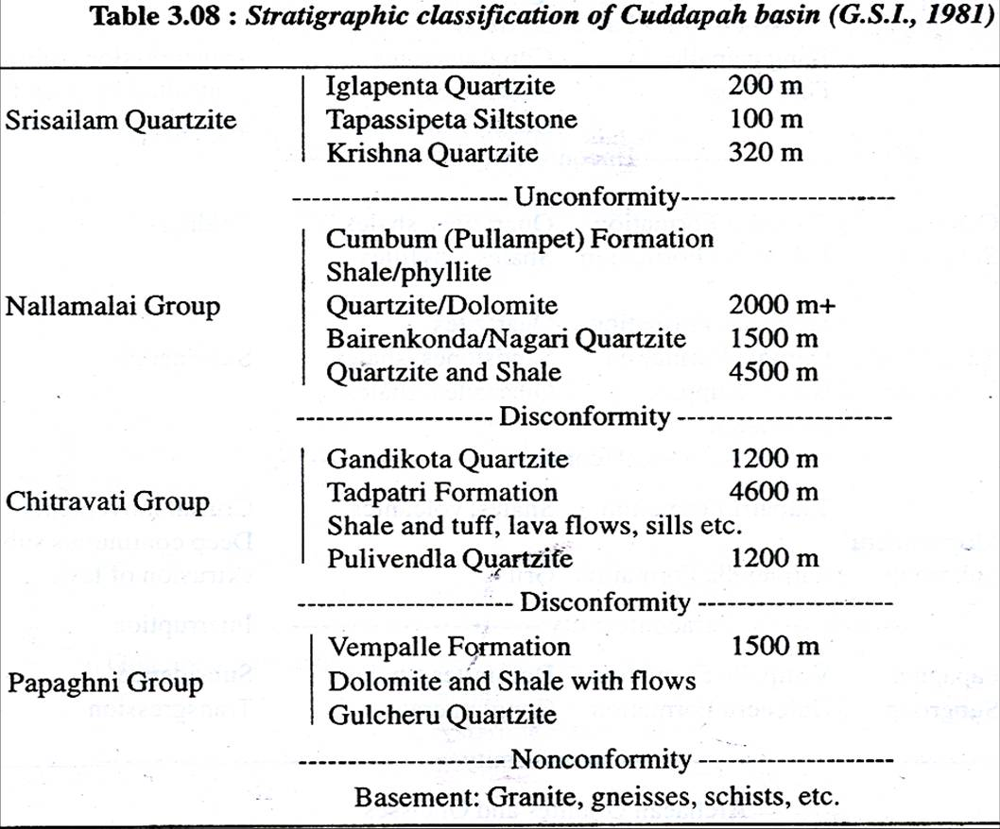 Table 3.08 : Stratigraphic classification of Cuddapah basin (G.S.I., 1981)
Srisailam Quartzite
Iglapenta Quartzite 200 m
Tapassipeta Siltstone 100 m
Krishna Quartzite 320 m
---------------------- Unconformity----------------------
Nallamalai Group
Cumbum (Pullampet) Formation
Shale/phyllite
Quartzite/Dolomite 2000 m+
Bairenkonda/Nagari Quartzite 1500 m
Quartzite and Shale 4500 m
-------------------- Disconformity ----------------------
Chitravati Group
Gandikota Quartzite 1200 m
Tadpatri Formation 4600 m
Shale and tuff, lava flows, sills etc.
Pulivendla Quartzite 1200 m
---------------------- Disconformity --------------------
Papaghni Group
Vempalle Formation 1500 m
Dolomite and Shale with flows
Gulcheru Quartzite
---------------------Nonconformity --------------------
Basement: Granite, gneisses, schists, etc.